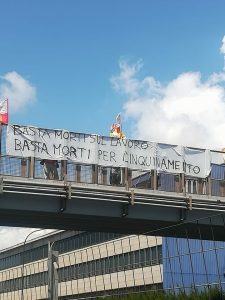 BASTA MORTI SUL LAVORO
BASTA MORTI PER L'INQUINAMENTO